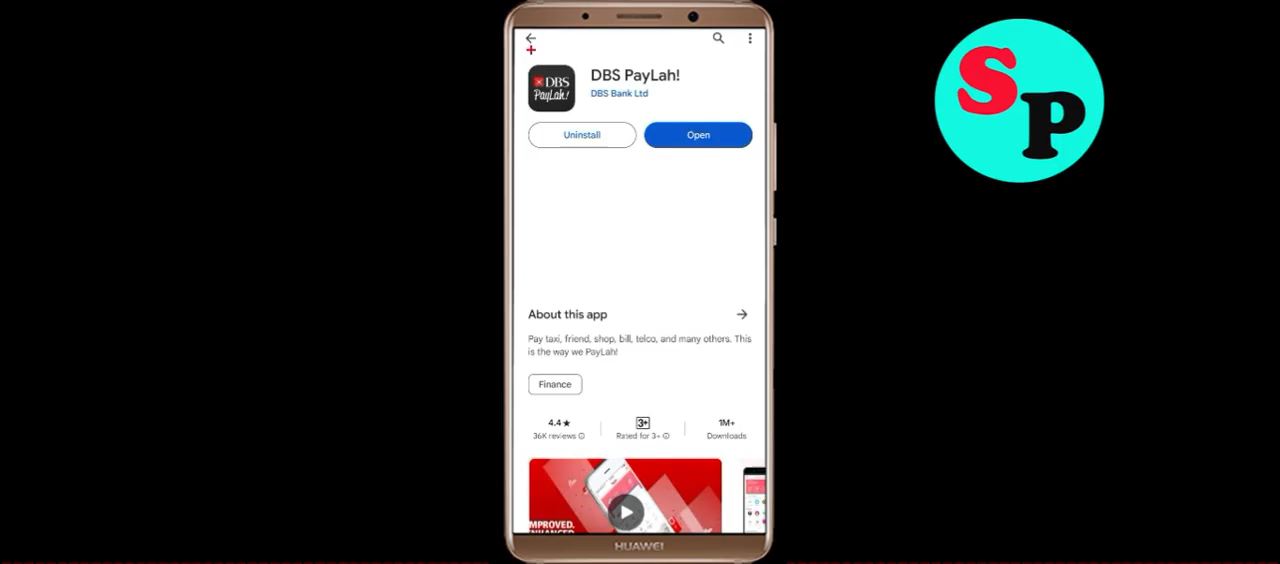 DBS PayLah!
DBS Bank Ltd
DBS
PayLah!
Uninstall
Open
About this app
Pay taxi, friend, shop, bill, telco, and many others. This
is the way we PayLah!
Finance
4.4★
3+
1M+
36K reviews
Rated for 3+
Downloads
IMPROVED.
ENHANCED
HUAWEI
SP